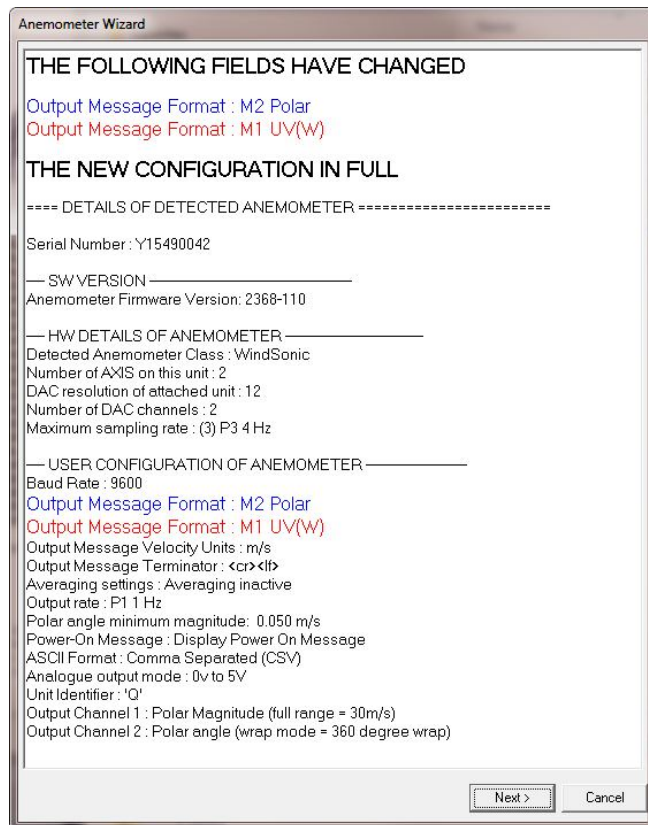 Anemometer Wizard
THE FOLLOWING FIELDS HAVE CHANGED
Output Message Format : M2 Polar
Output Message Format : M1 UV(W)
THE NEW CONFIGURATION IN FULL
==== DETAILS OF DETECTED ANEMOMETER ========================
Serial Number : Y15490042
— SW VERSION —
Anemometer Firmware Version: 2368-110
— HW DETAILS OF ANEMOMETER —
Detected Anemometer Class : WindSonic
Number of AXIS on this unit : 2
DAC resolution of attached unit : 12
Number of DAC channels : 2
Maximum sampling rate : (3) P3 4 Hz
— USER CONFIGURATION OF ANEMOMETER —
Baud Rate : 9600
Output Message Format : M2 Polar
Output Message Format : M1 UV(W)
Output Message Velocity Units : m/s
Output Message Terminator : <cr><lf>
Averaging settings : Averaging inactive
Output rate : P1 1 Hz
Polar angle minimum magnitude: 0.050 m/s
Power-On Message : Display Power On Message
ASCII Format : Comma Separated (CSV)
Analogue output mode : 0v to 5V
Unit Identifier : 'Q'
Output Channel 1 : Polar Magnitude (full range = 30m/s)
Output Channel 2 : Polar angle (wrap mode = 360 degree wrap)
Next >
Cancel